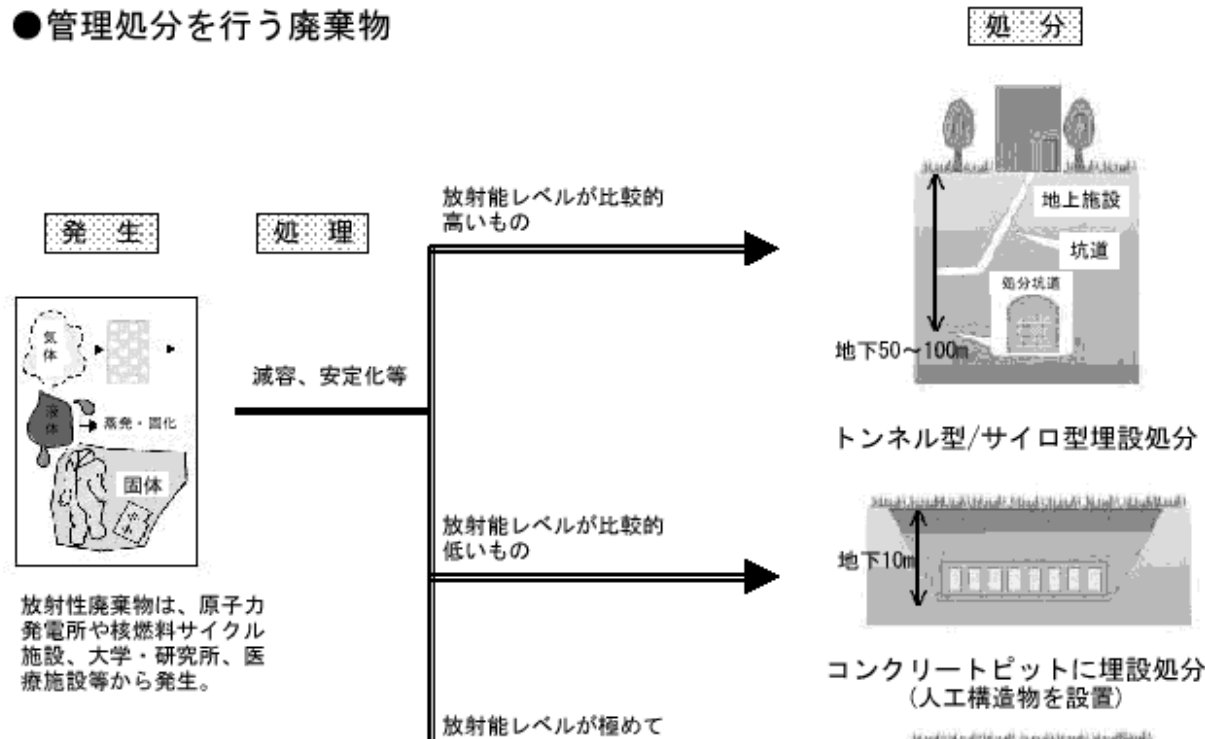 ●管理処分を行う廃棄物
処分
発生
処理
放射能レベルが比較的
高いもの
地上施設
坑道
処分坑道
地下50～100m
気
体
液
体
蒸発・固化
固体
減容、安定化等
トンネル型/サイロ型埋設処分
放射能レベルが比較的
低いもの
地下10m
放射性廃棄物は、原子力
発電所や核燃料サイクル
施設、大学・研究所、医
療施設等から発生。
コンクリートピットに埋設処分
(人工構造物を設置)
放射能レベルが極めて